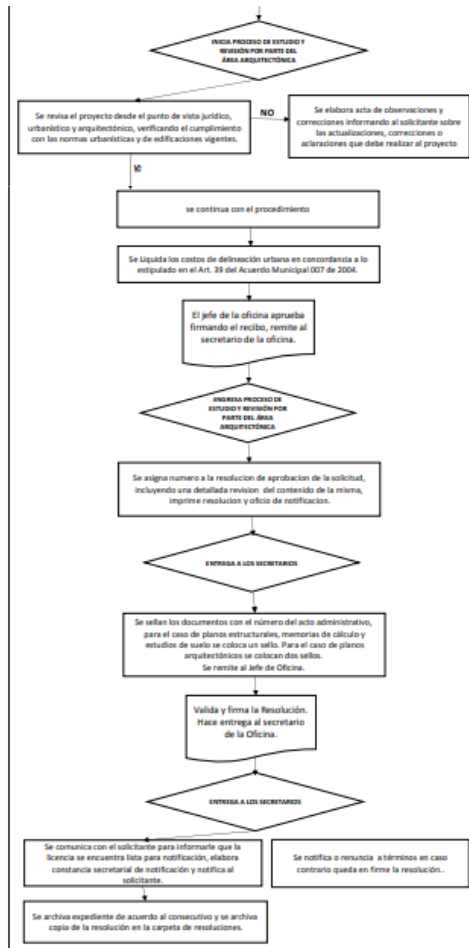 INICIA PROCESO DE ESTUDIO Y
REVISIÓN POR PARTE DEL
ÁREA ARQUITECTÓNICA
Se revisa el proyecto desde el punto de vista jurídico,
urbanístico y arquitectónico, verificando el cumplimiento
con las normas urbanísticas y de edificaciones vigentes.
NO
Se elabora acta de observaciones y
correcciones informando al solicitante sobre
las actualizaciones, correcciones o
aclaraciones que debe realizar al proyecto
SI
se continua con el procedimiento
Se Liquida los costos de delineación urbana en concordancia a lo
estipulado en el Art. 39 del Acuerdo Municipal 007 de 2004.
El jefe de la oficina aprueba
firmando el recibo, remite al
secretario de la oficina.
ENGRESA PROCESO DE
ESTUDIO Y REVISIÓN POR
PARTE DEL ÁREA
ARQUITECTÓNICA
Se asigna numero a la resolucion de aprobacion de la solicitud,
incluyendo una detallada revision del contenido de la misma,
imprime resolucion y oficio de notificacion.
ENTREGA A LOS SECRETARIOS
Se sellan los documentos con el número del acto administrativo,
para el caso de planos estructurales, memorias de cálculo y
estudios de suelo se coloca un sello. Para el caso de planos
arquitectónicos se colocan dos sellos.
Se remite al Jefe de Oficina.
Valida y firma la Resolución.
Hace entrega al secretario
de la Oficina.
ENTREGA A LOS SECRETARIOS
Se comunica con el solicitante para informarle que la
licencia se encuentra lista para notificación, elabora
constancia secretarial de notificación y notifica al
solicitante.
Se notifica o renuncia a términos en caso
contrario queda en firme la resolución..
Se archiva expediente de acuerdo al consecutivo y se archiva
copia de la resolución en la carpeta de resoluciones.